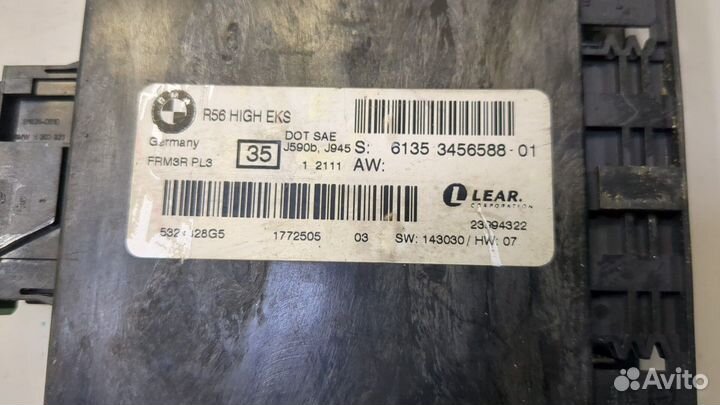 BMW
R56 HIGH EKS
Germany
FRM3R PL3
35
DOT SAE
J590b, J945
1 2111
S: 6135 3456588-01
AW:
LEAR.
CORPORATION
1772505
03
SW: 143030 / HW: 07
Avito